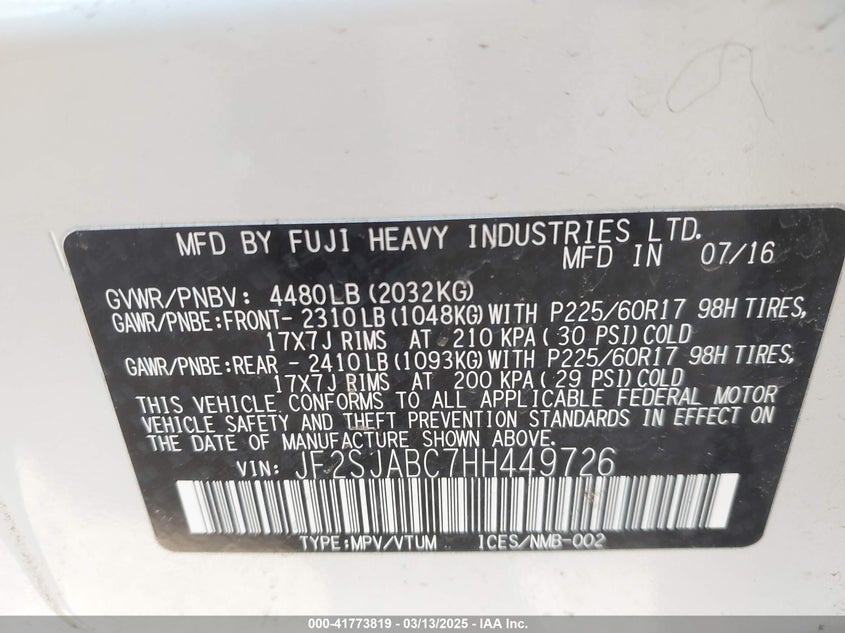 MFD BY FUJI HEAVY INDUSTRIES LTD.
MFD IN 07/16
GVWR/PNBV: 4480LB(2032KG)
GAWR/PNBE:FRONT- 2310LB(1048KG)WITH P225/60R17 98H TIRES,
17X7J RIMS AT 210 KPA(30 PSI)COLD
GAWR/PNBE:REAR - 2410LB(1093KG)WITH P225/60R17 98H TIRES,
17X7J RIMS AT 200 KPA(29 PSI)COLD
THIS VEHICLE CONFORMS TO ALL APPLICABLE FEDERAL MOTOR
VEHICLE SAFETY AND THEFT PREVENTION STANDARDS IN EFFECT ON
THE DATE OF MANUFACTURE SHOWN ABOVE.
VIN: JF2SJABC7HH449726
TYPE:MPV/VTUM ICES/NMB-002
000-41773819 - 03/13/2025 - IAA Inc.